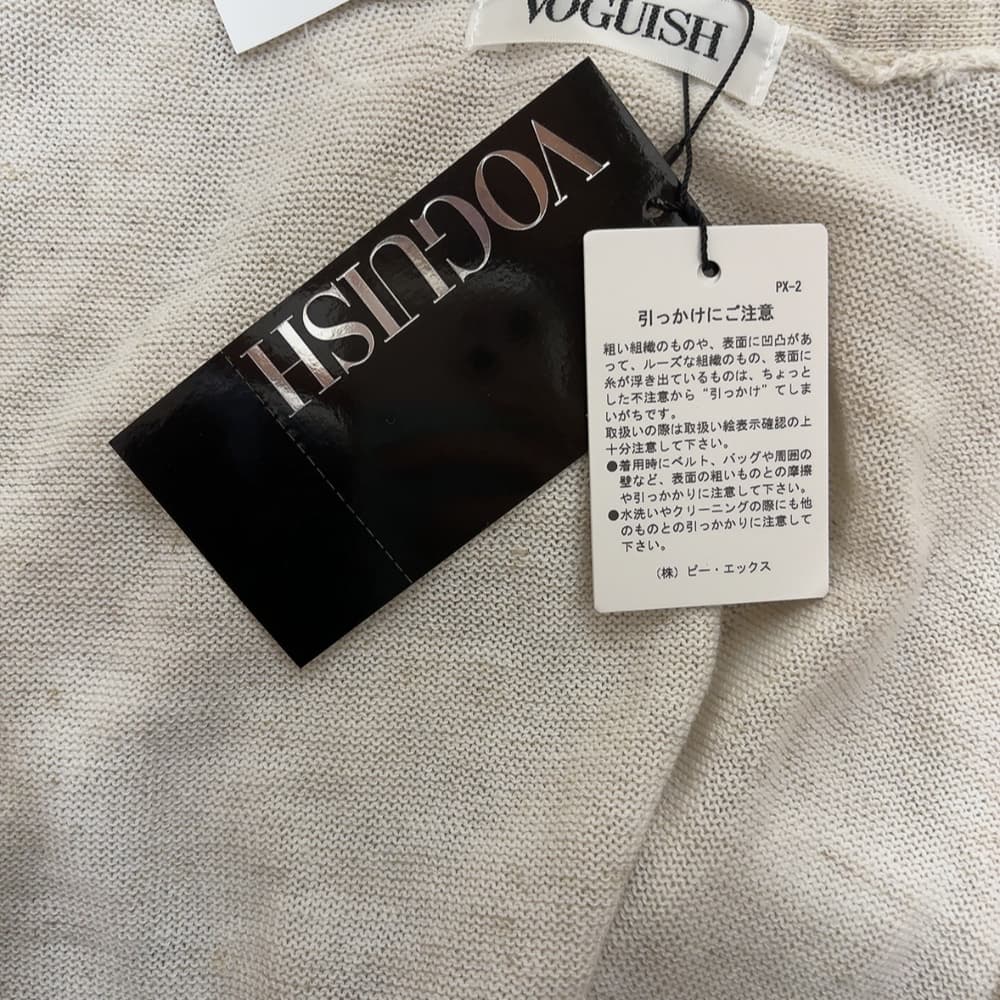 VOGUISH
VOGUISH
PX-2
引っかけにご注意
粗い組織のものや、表面に凹凸があ
って、ルーズな組織のもの、表面に
糸が浮き出ているものは、ちょっと
した不注意から“引っかけ”てしま
いがちです。
取扱いの際は取扱い絵表示確認の上
十分注意して下さい。
●着用時にベルト、バッグや周囲の
壁など、表面の粗いものとの摩擦
や引っかかりに注意して下さい。
●水洗いやクリーニングの際にも他
のものとの引っかかりに注意して
下さい。
（株）ピー・エックス